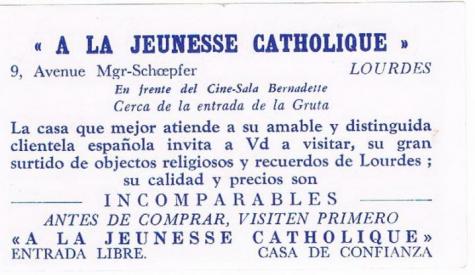 « A LA JEUNESSE CATHOLIQUE »
9, Avenue Mgr-Schœpfer LOURDES
En frente del Cine-Sala Bernadette
Cerca de la entrada de la Gruta
La casa que mejor atiende a su amable y distinguida
clientela española invita a Vd a visitar, su gran
surtido de objectos religiosos y recuerdos de Lourdes ;
su calidad y precios son
INCOMPARABLES
ANTES DE COMPRAR, VISITEN PRIMERO
« A LA JEUNESSE CATHOLIQUE »
ENTRADA LIBRE. CASA DE CONFIANZA